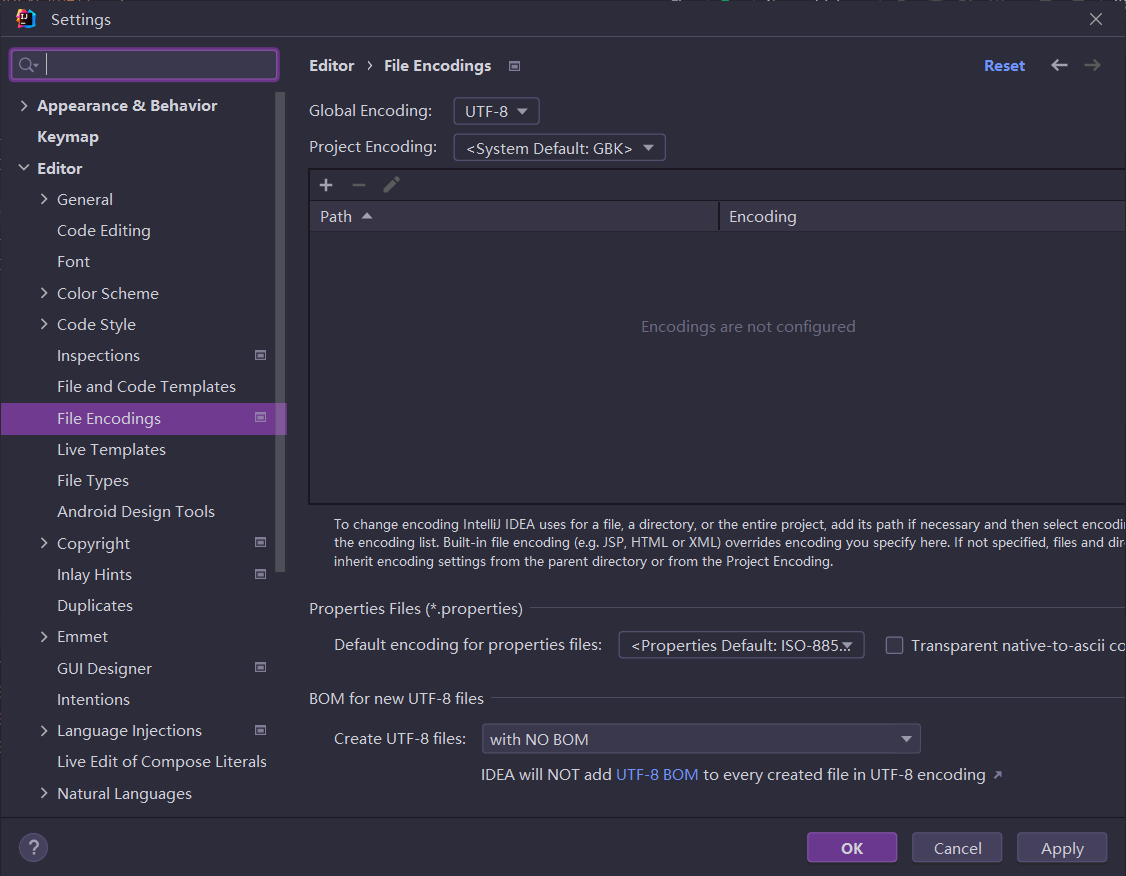 Settings
Editor › File Encodings
Reset
Appearance & Behavior
Keymap
Editor
General
Code Editing
Font
Color Scheme
Code Style
Inspections
File and Code Templates
File Encodings
Live Templates
File Types
Android Design Tools
Copyright
Inlay Hints
Duplicates
Emmet
GUI Designer
Intentions
Language Injections
Live Edit of Compose Literals
Natural Languages
Global Encoding: UTF-8
Project Encoding: <System Default: GBK>
Path Encoding
Encodings are not configured
To change encoding IntelliJ IDEA uses for a file, a directory, or the entire project, add its path if necessary and then select encodi
the encoding list. Built-in file encoding (e.g. JSP, HTML or XML) overrides encoding you specify here. If not specified, files and dir
inherit encoding settings from the parent directory or from the Project Encoding.
Properties Files (*.properties)
Default encoding for properties files: <Properties Default: ISO-885... Transparent native-to-ascii co
BOM for new UTF-8 files
Create UTF-8 files: with NO BOM
IDEA will NOT add UTF-8 BOM to every created file in UTF-8 encoding ↗
?
OK Cancel Apply